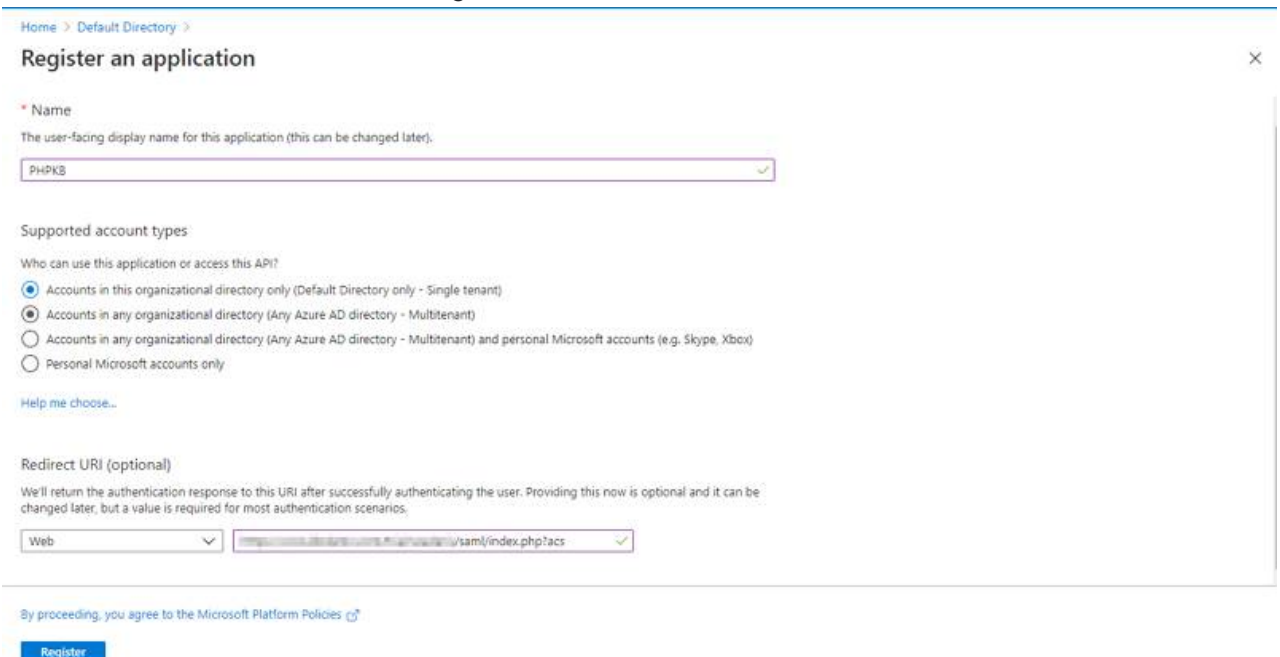 Home > Default Directory >
Register an application
* Name
The user-facing display name for this application (this can be changed later).
PHPKB
Supported account types
Who can use this application or access this API?
Accounts in this organizational directory only (Default Directory only - Single tenant)
Accounts in any organizational directory (Any Azure AD directory - Multitenant)
Accounts in any organizational directory (Any Azure AD directory - Multitenant) and personal Microsoft accounts (e.g. Skype, Xbox)
Personal Microsoft accounts only
Help me choose...
Redirect URI (optional)
We'll return the authentication response to this URI after successfully authenticating the user. Providing this now is optional and it can be
changed later, but a value is required for most authentication scenarios.
Web /saml/index.php?acs
By proceeding, you agree to the Microsoft Platform Policies
Register